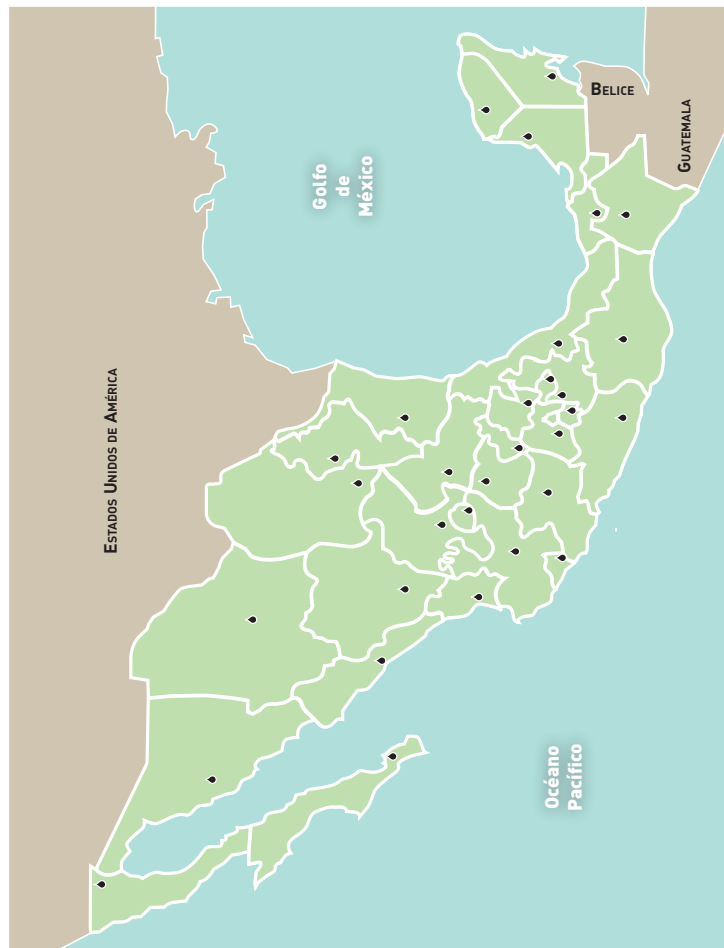 Estados Unidos de América
Golfo
de
México
Belice
Guatemala
Océano
Pacífico